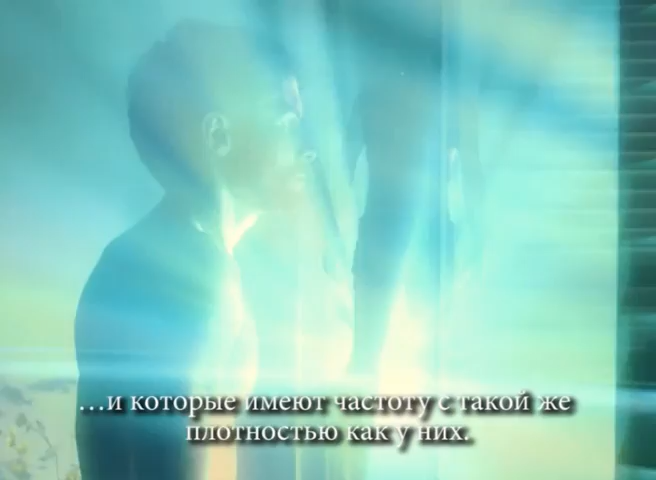 ...и которые имеют частоту с такой же
плотностью как у них.